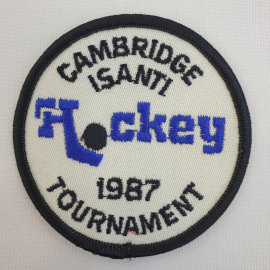 CAMBRIDGE
ISANTI
Hockey
1987
TOURNAMENT